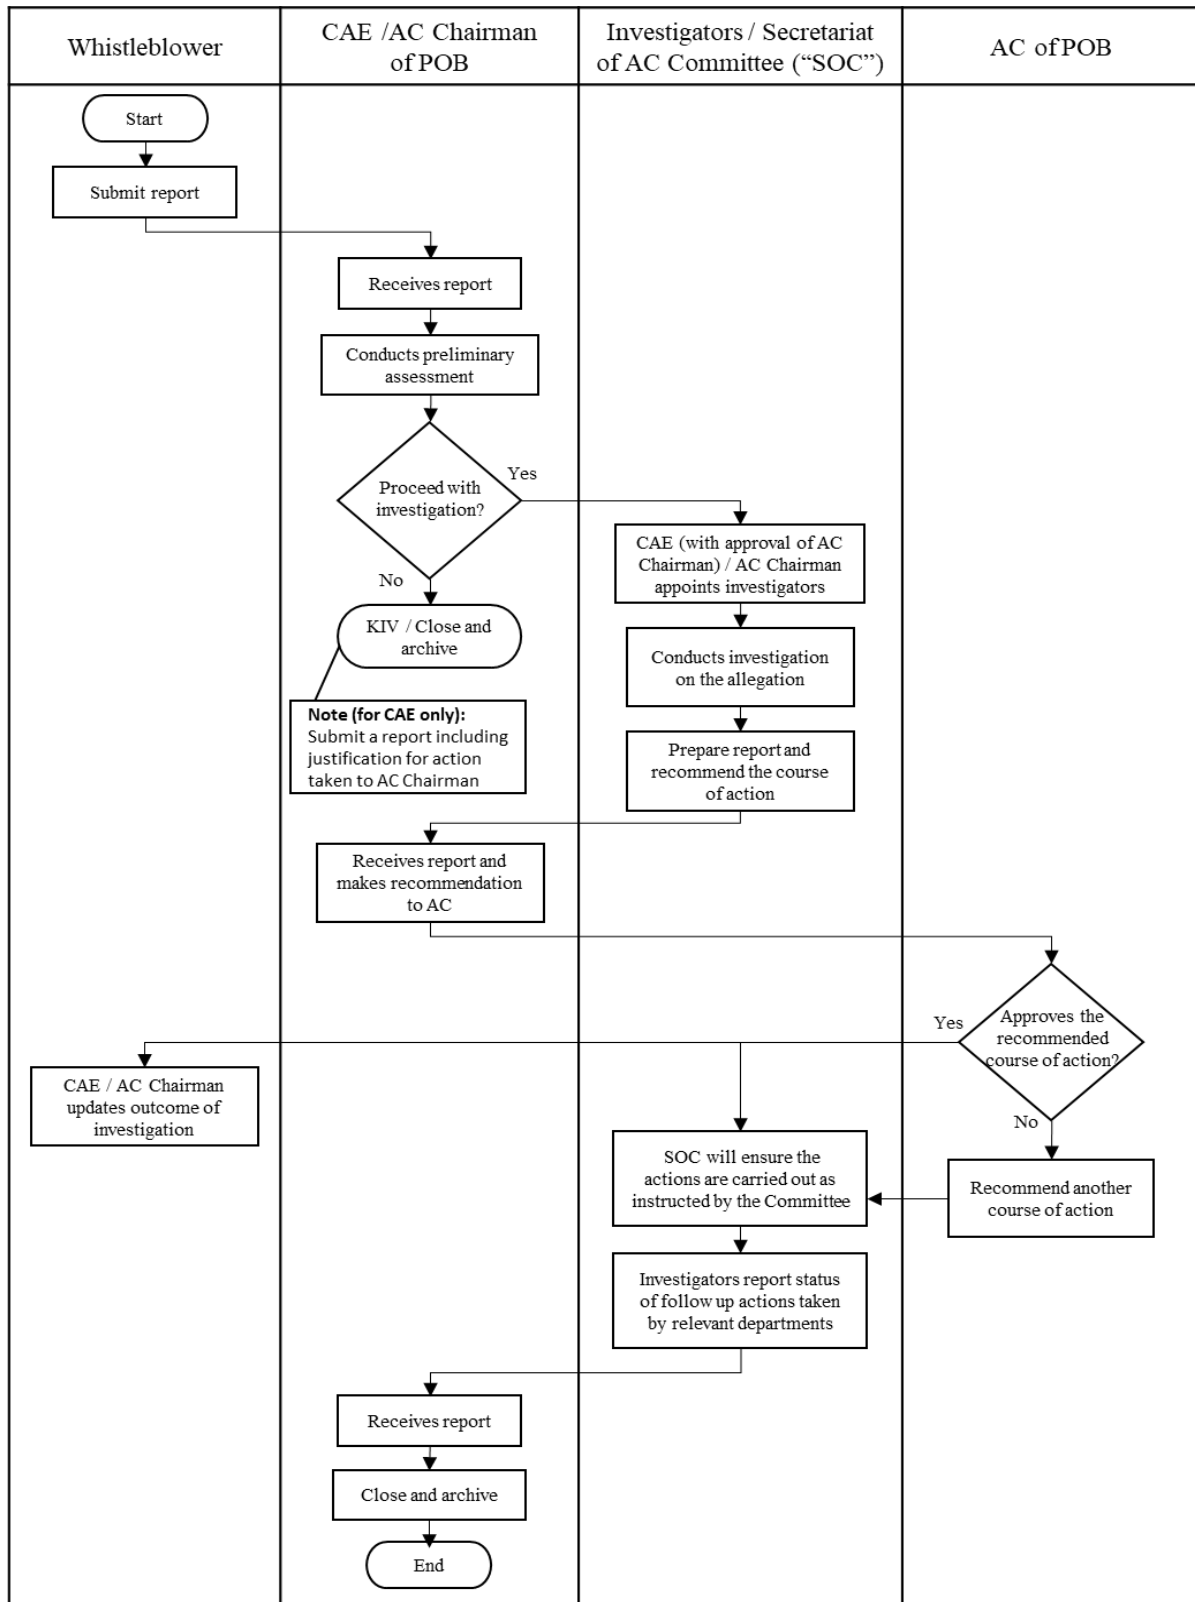 Whistleblower
CAE /AC Chairman
of POB
Investigators / Secretariat
of AC Committee (“SOC”)
AC of POB
Start
Submit report
Receives report
Conducts preliminary
assessment
Proceed with
investigation?
Yes
No
CAE (with approval of AC
Chairman) / AC Chairman
appoints investigators
KIV / Close and
archive
Conducts investigation
on the allegation
Note (for CAE only):
Submit a report including
justification for action
taken to AC Chairman
Prepare report and
recommend the course
of action
Receives report and
makes recommendation
to AC
Approves the
recommended
course of action?
Yes
No
CAE / AC Chairman
updates outcome of
investigation
SOC will ensure the
actions are carried out as
instructed by the Committee
Recommend another
course of action
Investigators report status
of follow up actions taken
by relevant departments
Receives report
Close and archive
End